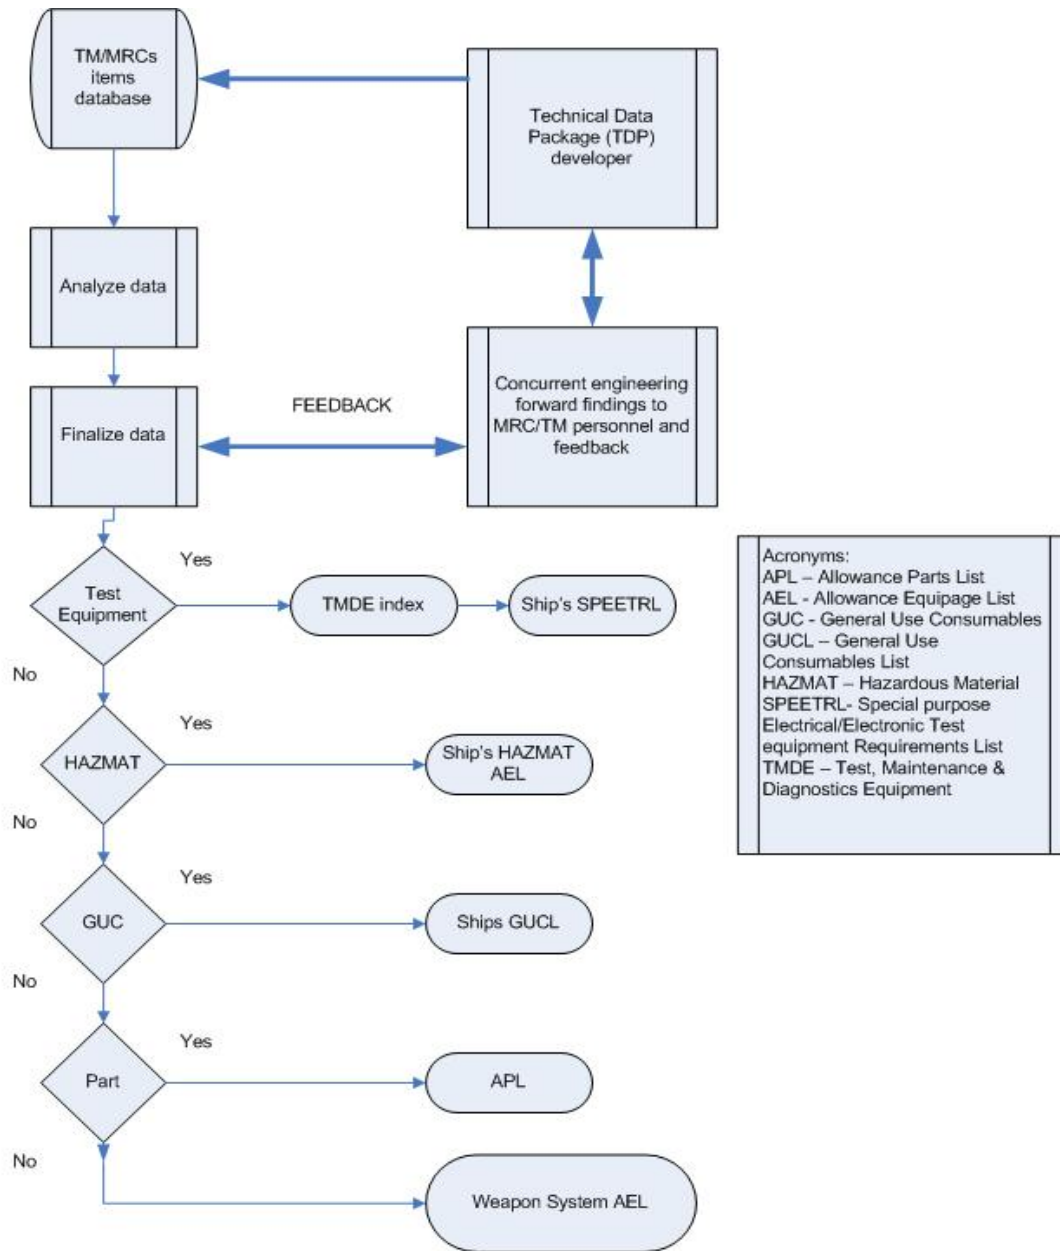 TM/MRCs
items
database
Technical Data
Package (TDP)
developer
Analyze data
Concurrent engineering
forward findings to
MRC/TM personnel and
feedback
FEEDBACK
Finalize data
Yes
Test
Equipment
TMDE index
Ship's SPEETRL
No
Yes
HAZMAT
Ship's HAZMAT
AEL
No
Yes
GUC
Ships GUCL
No
Yes
Part
APL
No
Weapon System AEL
Acronyms:
APL – Allowance Parts List
AEL - Allowance Equipage List
GUC - General Use Consumables
GUCL – General Use
Consumables List
HAZMAT – Hazardous Material
SPEETRL- Special purpose
Electrical/Electronic Test
equipment Requirements List
TMDE – Test, Maintenance &
Diagnostics Equipment